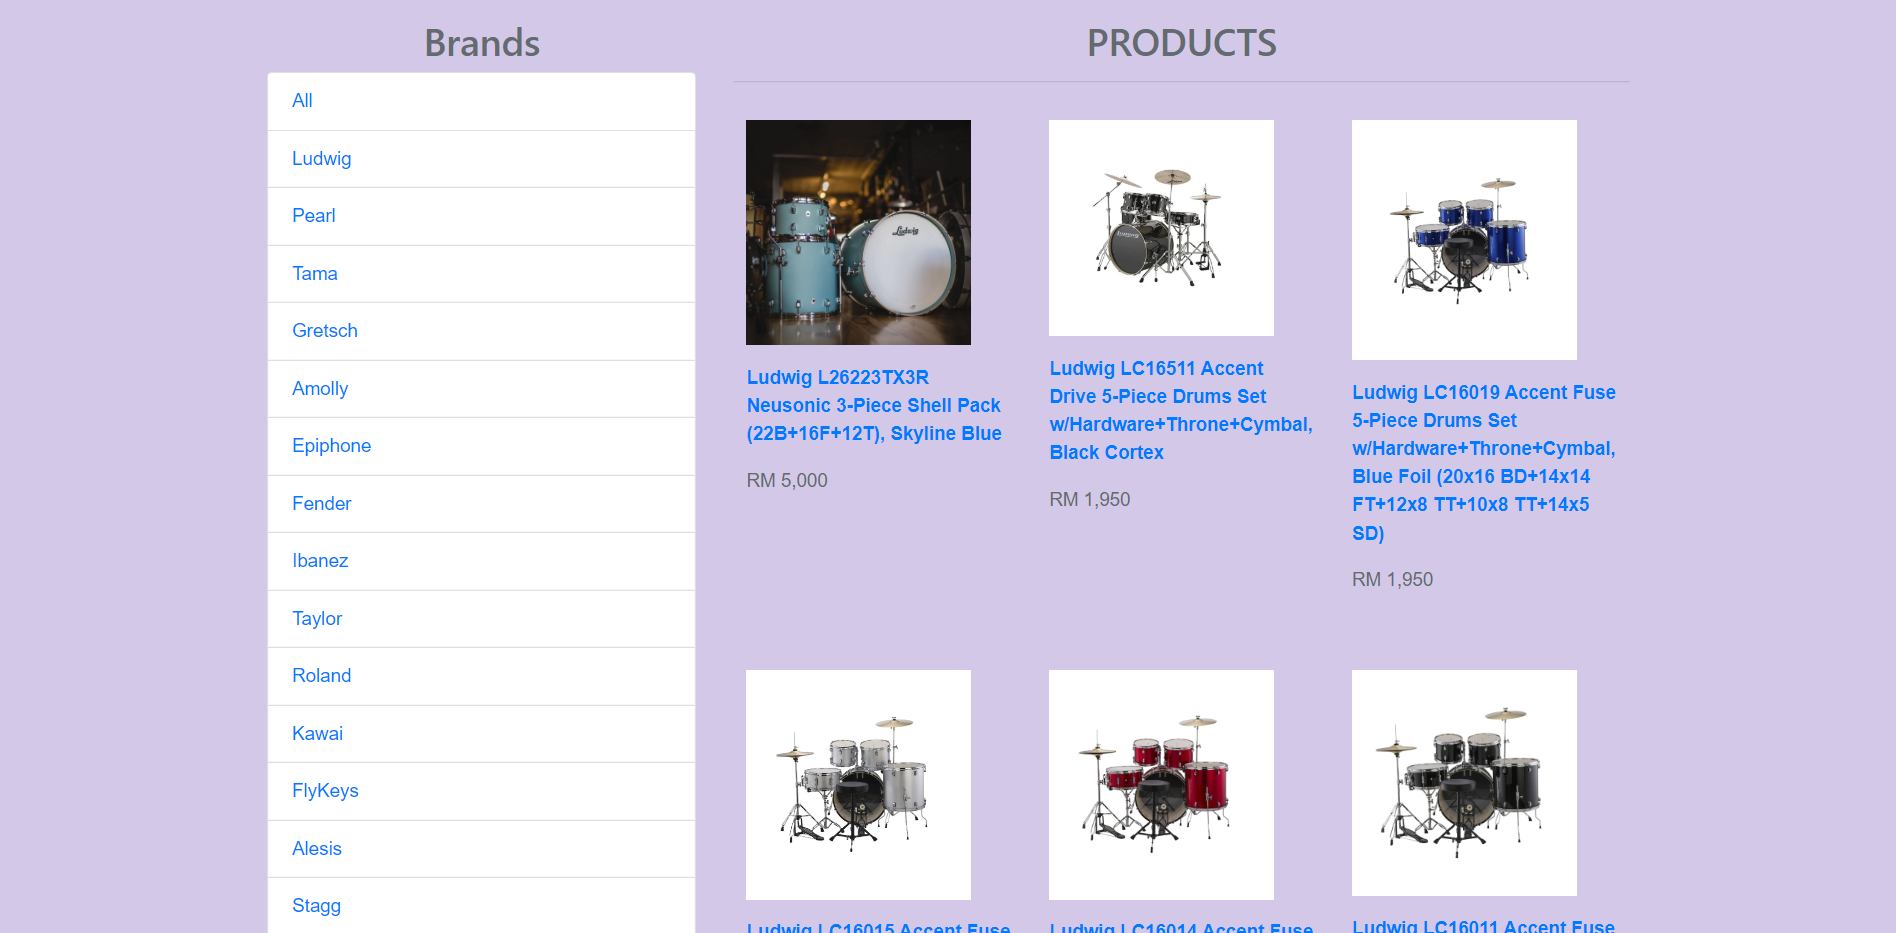 Brands
All
Ludwig
Pearl
Tama
Gretsch
Amolly
Epiphone
Fender
Ibanez
Taylor
Roland
Kawai
FlyKeys
Alesis
Stagg
PRODUCTS
Ludwig
Ludwig L26223TX3R
Neusonic 3-Piece Shell Pack
(22B+16F+12T), Skyline Blue
RM 5,000
Ludwig LC16511 Accent
Drive 5-Piece Drums Set
w/Hardware+Throne+Cymbal,
Black Cortex
RM 1,950
Ludwig LC16019 Accent Fuse
5-Piece Drums Set
w/Hardware+Throne+Cymbal,
Blue Foil (20x16 BD+14x14
FT+12x8 TT+10x8 TT+14x5
SD)
RM 1,950
Ludwig LC16015 Accent Fuse
Ludwig LC16014 Accent Fuse
Ludwig LC16011 Accent Fuse